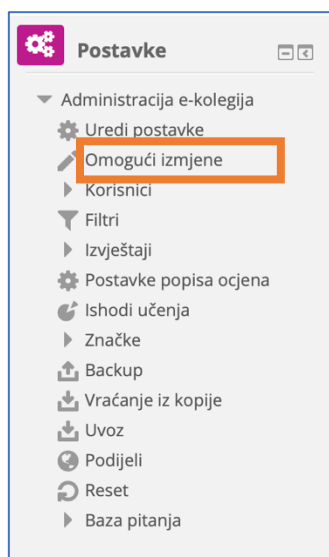 Postavke
Administracija e-kolegija
Uredi postavke
Omogući izmjene
Korisnici
Filtri
Izvještaji
Postavke popisa ocjena
Ishodi učenja
Značke
Backup
Vraćanje iz kopije
Uvoz
Podijeli
Reset
Baza pitanja